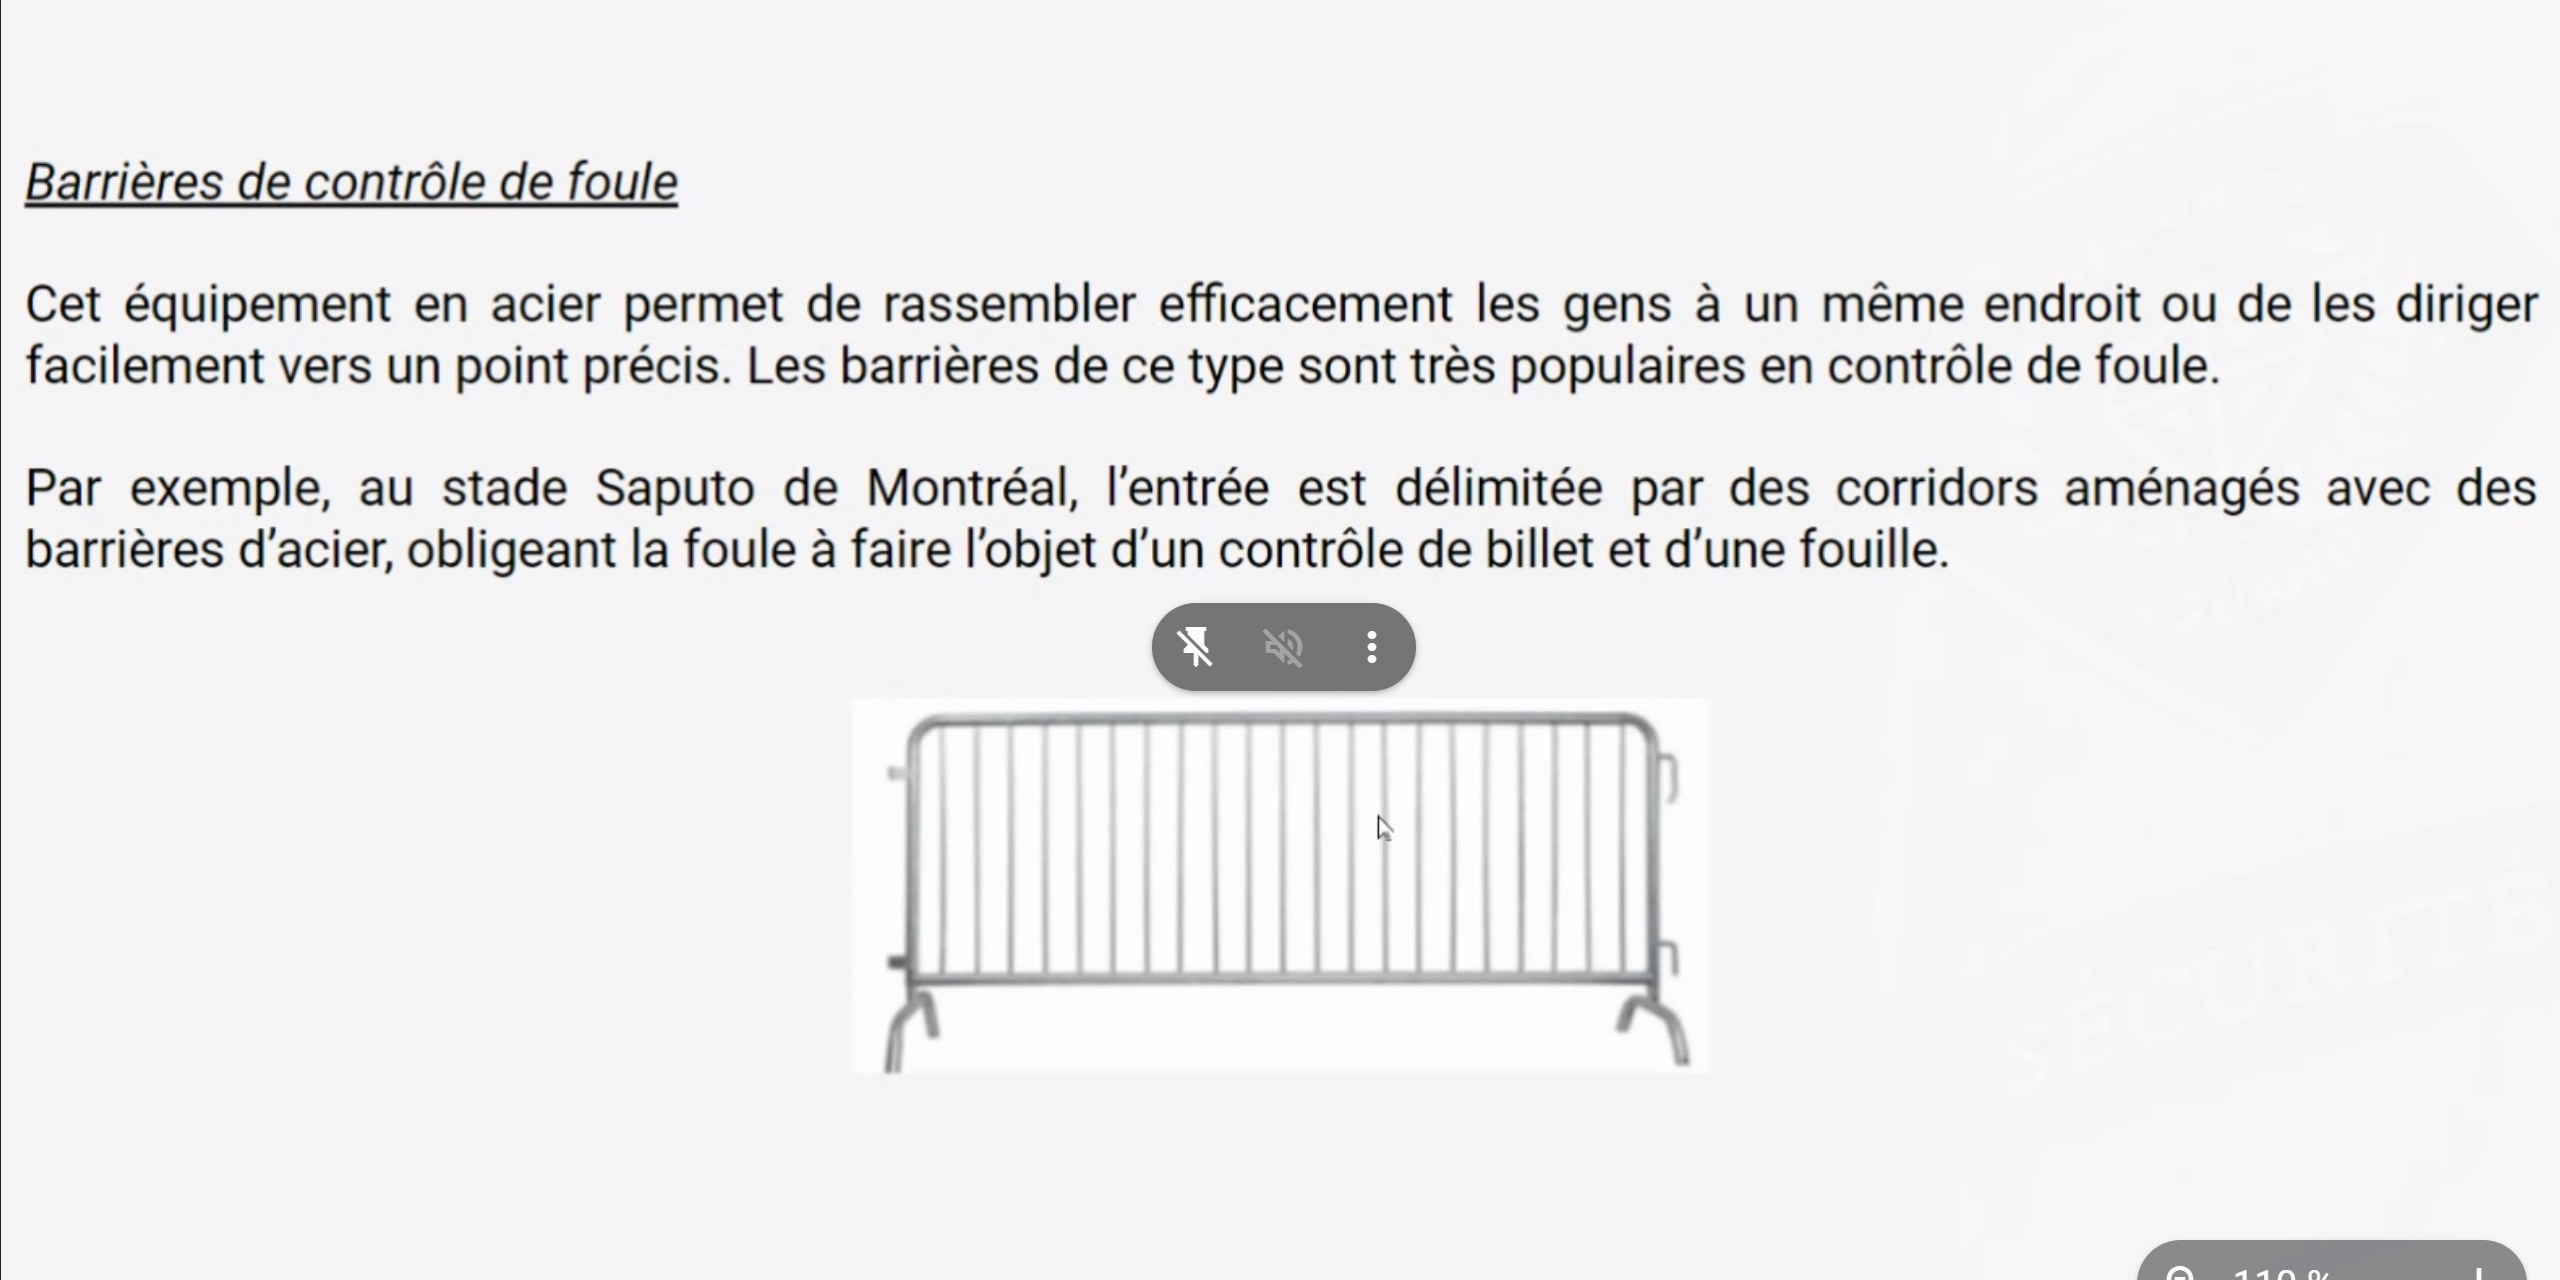 Barrières de contrôle de foule
Cet équipement en acier permet de rassembler efficacement les gens à un même endroit ou de les diriger
facilement vers un point précis. Les barrières de ce type sont très populaires en contrôle de foule.
Par exemple, au stade Saputo de Montréal, l’entrée est délimitée par des corridors aménagés avec des
barrières d’acier, obligeant la foule à faire l’objet d’un contrôle de billet et d’une fouille.
SÉCURITÉ
110 %